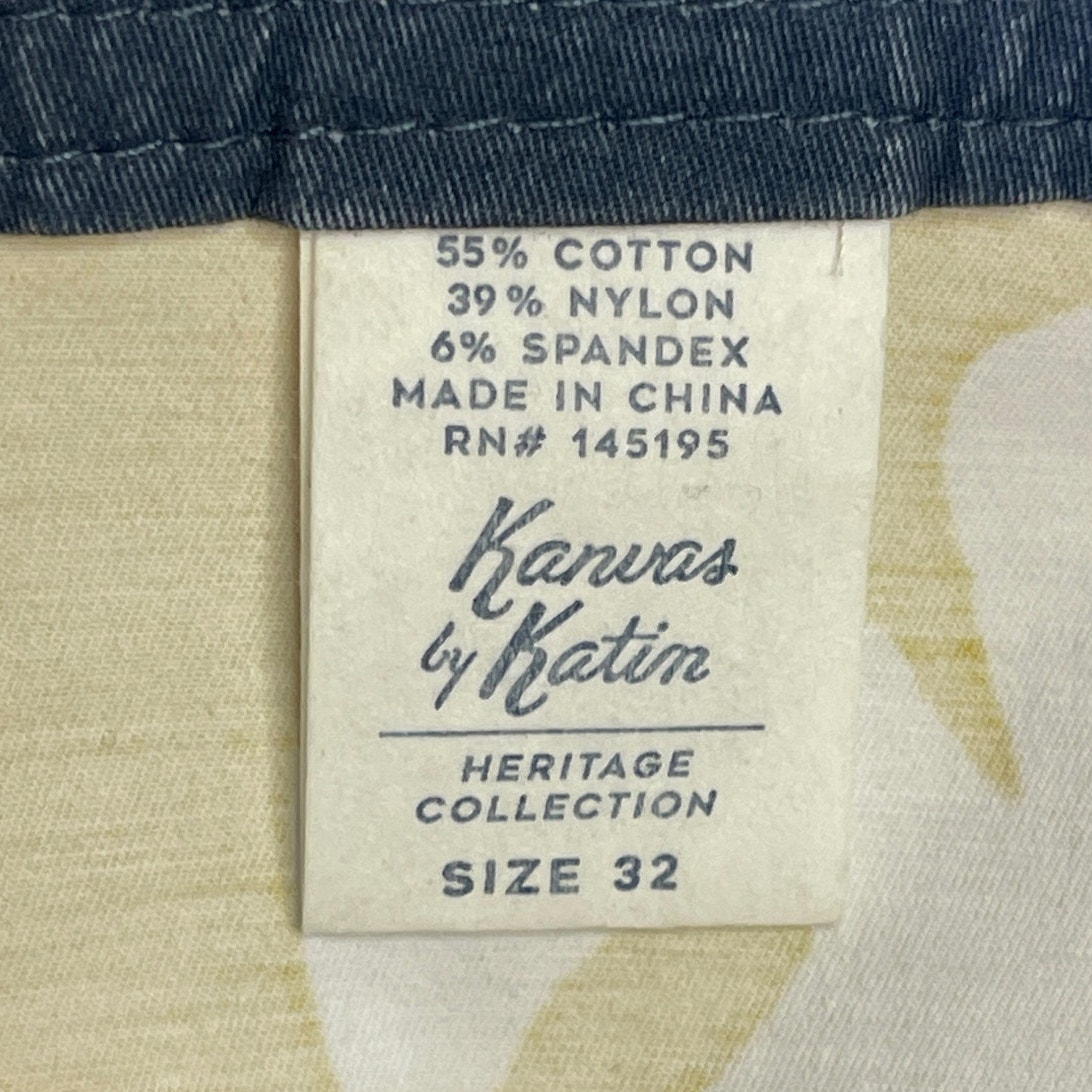 55% COTTON
39% NYLON
6% SPANDEX
MADE IN CHINA
RN# 145195
Kanvas
by Katin
HERITAGE
COLLECTION
SIZE 32